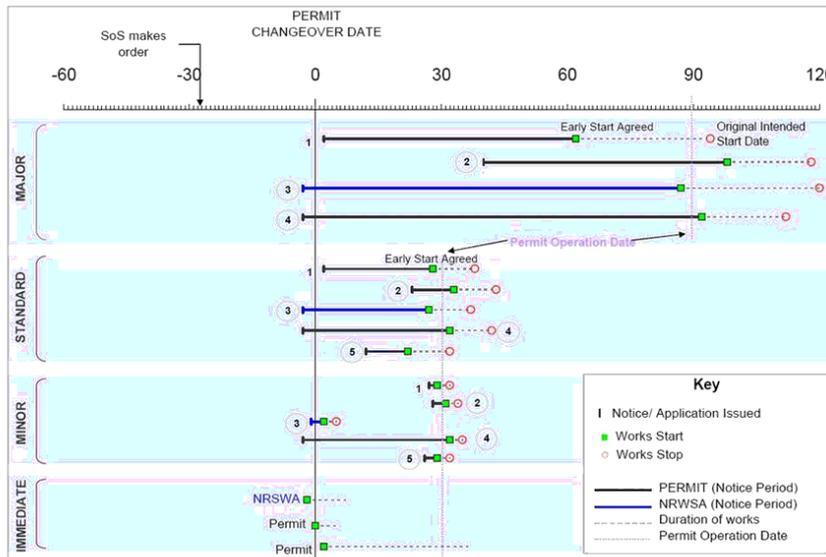 PERMIT
CHANGEOVER DATE
SoS makes
order
-60 -30 0 30 60 90 120
MAJOR
1 Early Start Agreed Original Intended
Start Date
2
3
4
Permit Operation Date
STANDARD
1 Early Start Agreed
2
3
4
5
MINOR
1
2
3
4
5
IMMEDIATE
NRSWA
Permit
Permit
Key
Notice/ Application Issued
Works Start
Works Stop
PERMIT (Notice Period)
NRWSA (Notice Period)
Duration of works
Permit Operation Date